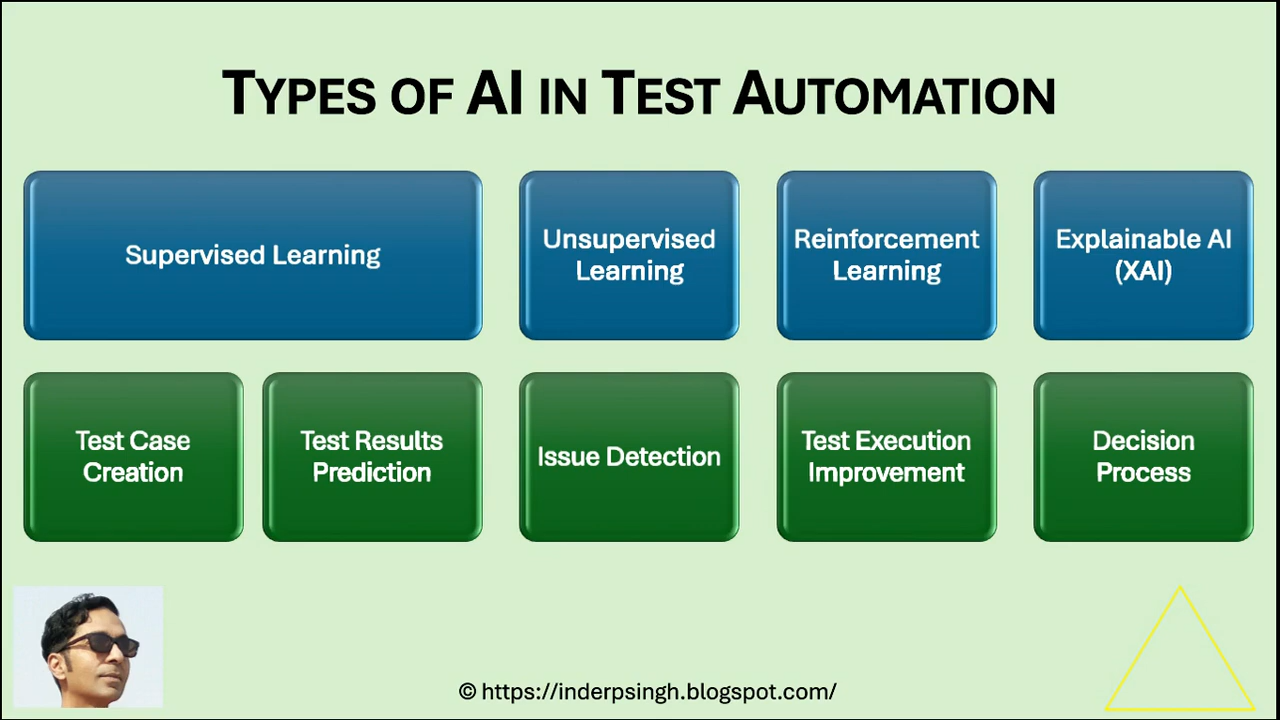 TYPES OF AI IN TEST AUTOMATION
Supervised Learning
Unsupervised
Learning
Reinforcement
Learning
Explainable AI
(XAI)
Test Case
Creation
Test Results
Prediction
Issue Detection
Test Execution
Improvement
Decision
Process
© https://inderpsingh.blogspot.com/